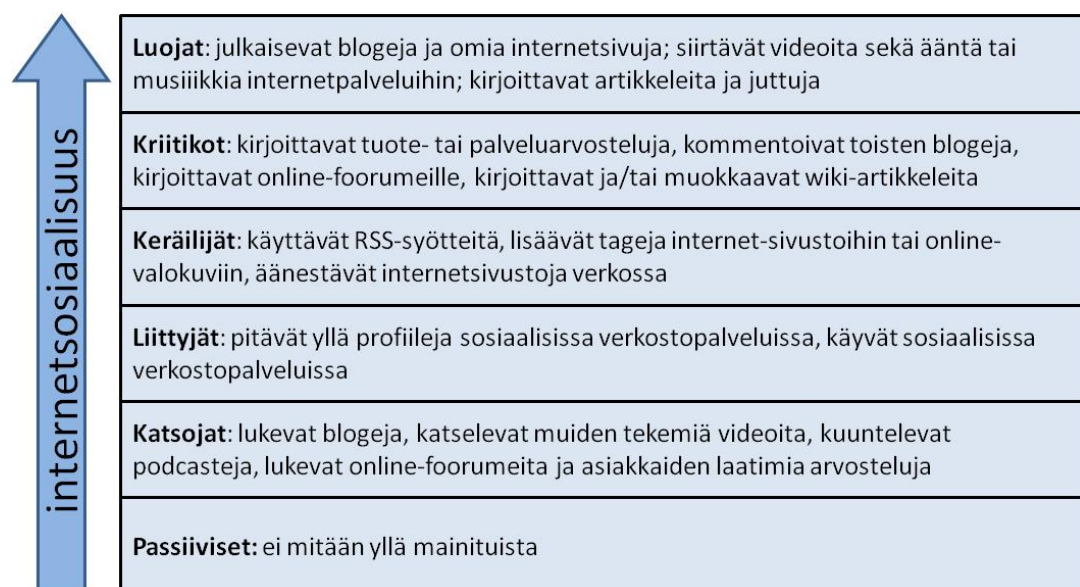 internetsosiaalisuus
Luojat: julkaisevat blogeja ja omia internetsivuja; siirtävät videoita sekä ääntä tai
musiiikkia internetpalveluihin; kirjoittavat artikkeleita ja juttuja
Kriitikot: kirjoittavat tuote- tai palveluarvosteluja, kommentoivat toisten blogeja,
kirjoittavat online-foorumeille, kirjoittavat ja/tai muokkaavat wiki-artikkeleita
Keräilijät: käyttävät RSS-syötteitä, lisäävät tageja internet-sivustoihin tai online-
valokuviin, äänestävät internetsivustoja verkossa
Liittyjät: pitävät yllä profiileja sosiaalisissa verkostopalveluissa, käyvät sosiaalisissa
verkostopalveluissa
Katsojat: lukevat blogeja, katselevat muiden tekemiä videoita, kuuntelevat
podcasteja, lukevat online-foorumeita ja asiakkaiden laatimia arvosteluja
Passiiviset: ei mitään yllä mainituista